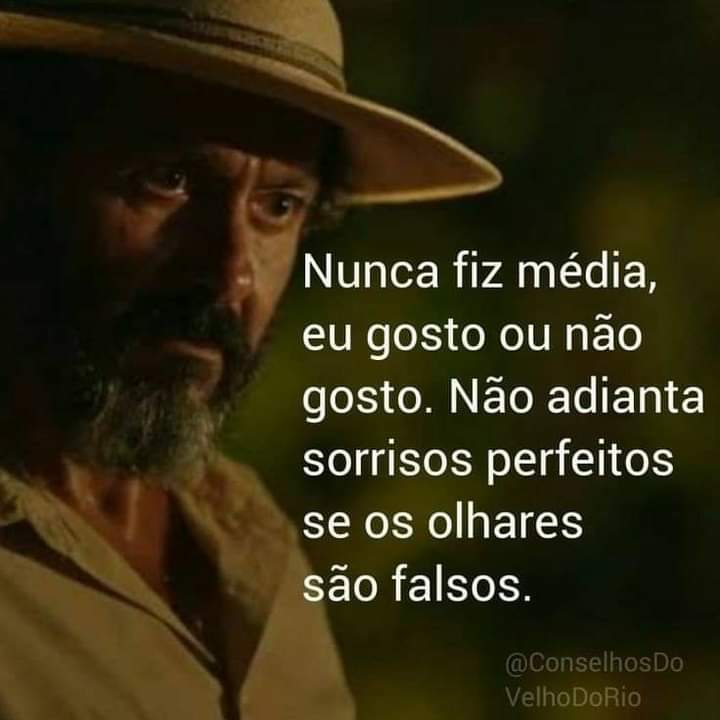 Nunca fiz média,
eu gosto ou não
gosto. Não adianta
sorrisos perfeitos
se os olhares
são falsos.
@ConselhosDo
VelhoDoRio